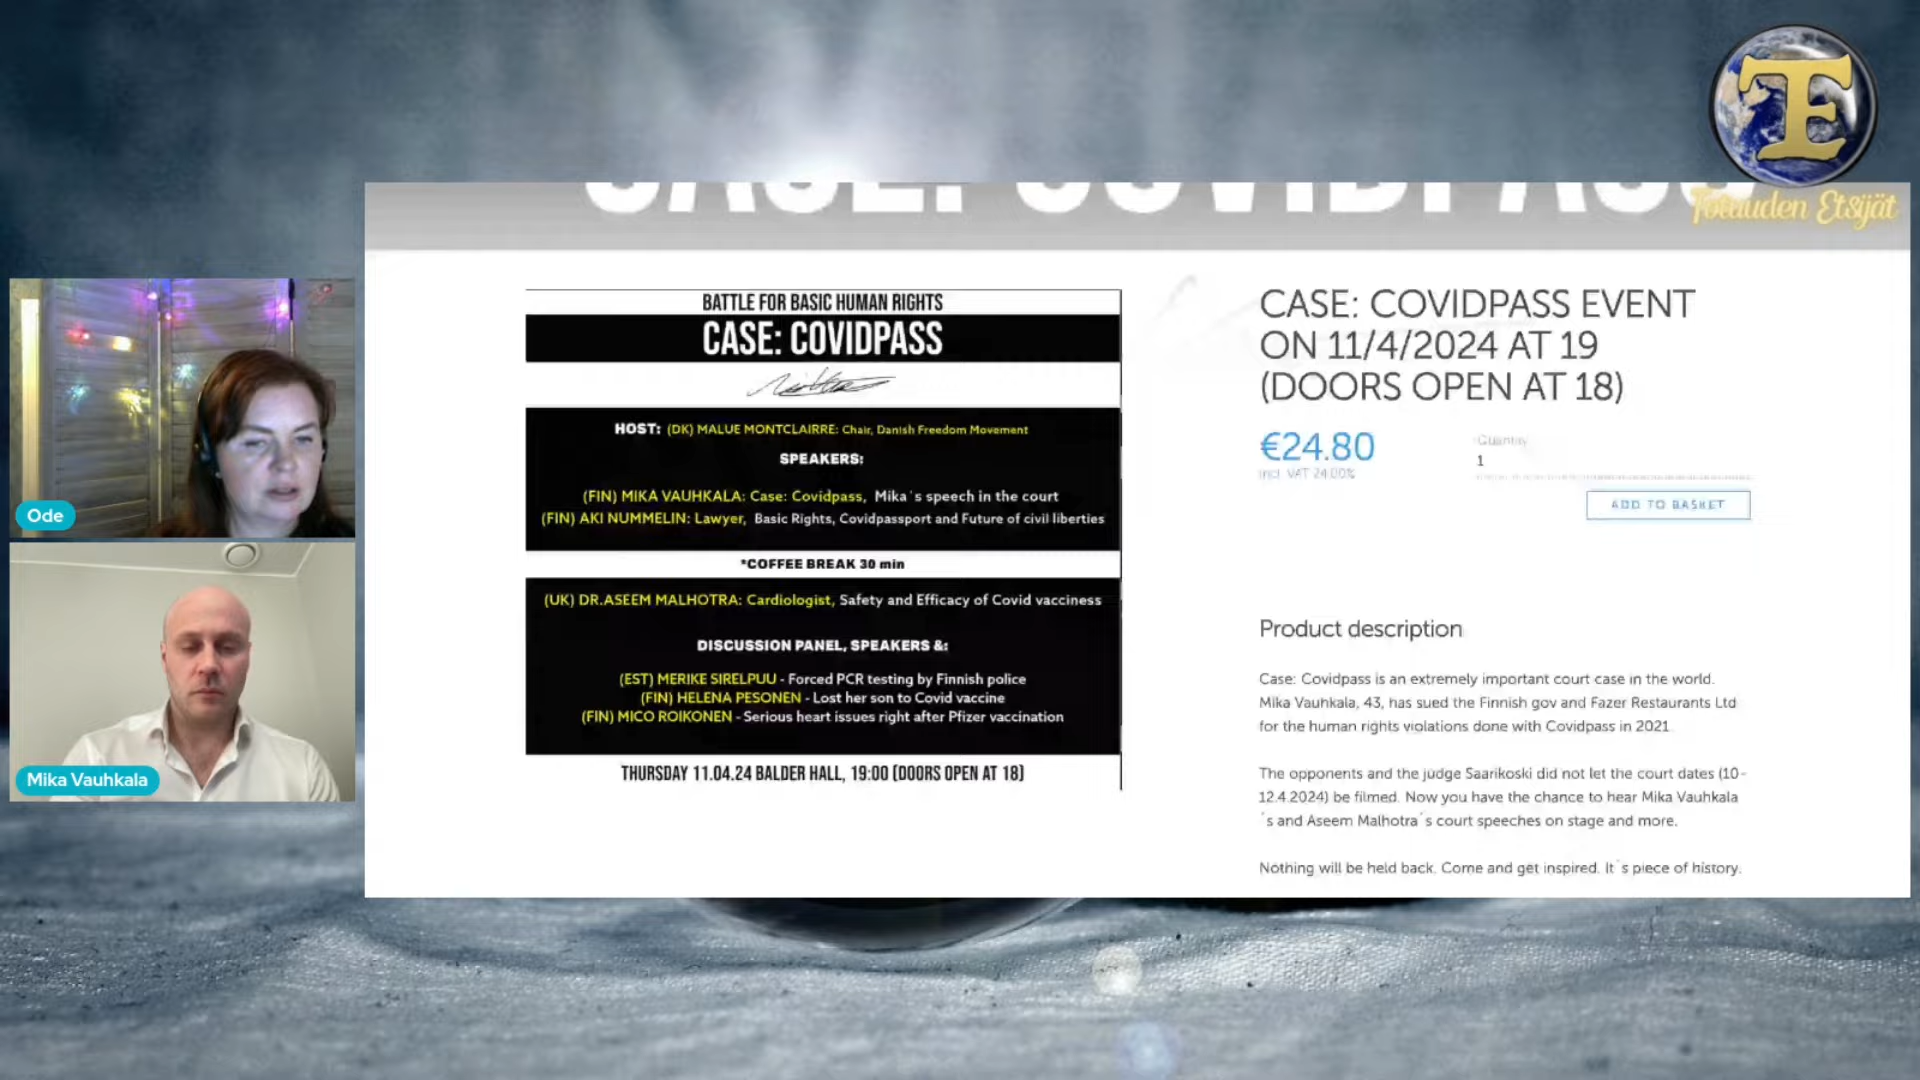 TE
Totuuden Etsijät
CASE: COVIDPASS
BATTLE FOR BASIC HUMAN RIGHTS
CASE: COVIDPASS
HOST: (DK) MALUE MONTCLAIRRE: Chair, Danish Freedom Movement
SPEAKERS:
(FIN) MIKA VAUHKALA: Case: Covidpass, Mika´s speech in the court
(FIN) AKI NUMMELIN: Lawyer, Basic Rights, Covidpassport and Future of civil liberties
*COFFEE BREAK 30 min
(UK) DR.ASEEM MALHOTRA: Cardiologist, Safety and Efficacy of Covid vacciness
DISCUSSION PANEL, SPEAKERS &:
(EST) MERIKE SIRELPUU - Forced PCR testing by Finnish police
(FIN) HELENA PESONEN - Lost her son to Covid vaccine
(FIN) MICO ROIKONEN - Serious heart issues right after Pfizer vaccination
THURSDAY 11.04.24 BALDER HALL, 19:00 (DOORS OPEN AT 18)
CASE: COVIDPASS EVENT
ON 11/4/2024 AT 19
(DOORS OPEN AT 18)
€24.80
incl. VAT 24.00%
Quantity
1
ADD TO BASKET
Product description
Case: Covidpass is an extremely important court case in the world.
Mika Vauhkala, 43, has sued the Finnish gov and Fazer Restaurants Ltd
for the human rights violations done with Covidpass in 2021.
The opponents and the judge Saarikoski did not let the court dates (10-
12.4.2024) be filmed. Now you have the chance to hear Mika Vauhkala
´s and Aseem Malhotra´s court speeches on stage and more.
Nothing will be held back. Come and get inspired. It´s piece of history.
Ode
Mika Vauhkala